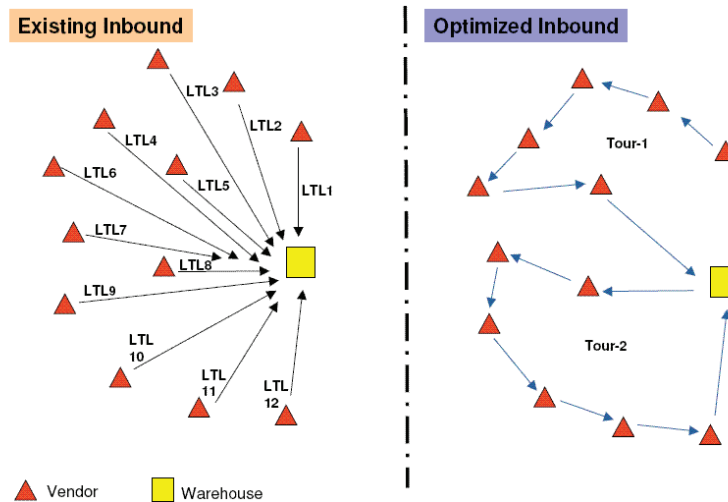 Existing Inbound
Optimized Inbound
LTL3
LTL2
LTL4
LTL6
LTL5
LTL1
LTL7
LTL8
LTL9
LTL
10
LTL
11
LTL
12
Tour-1
Tour-2
Vendor
Warehouse